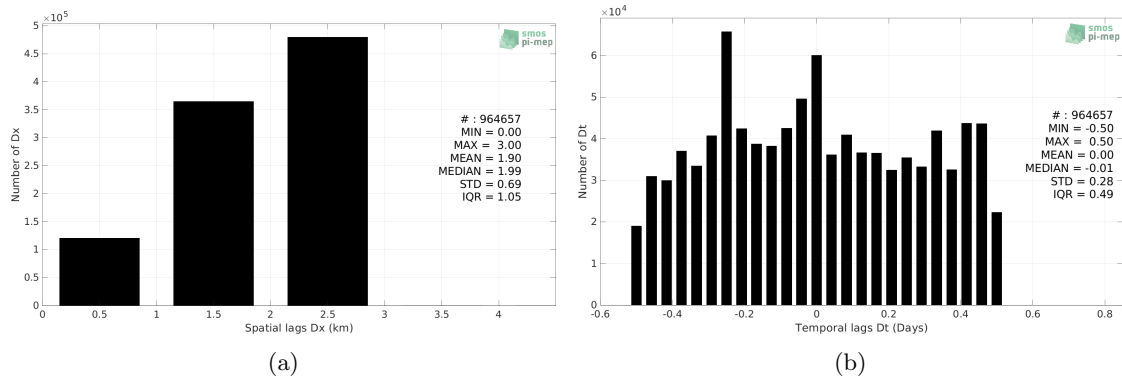 ×10⁵
5
4.5
4
3.5
3
2.5
2
1.5
1
0.5
0
Number of Dx
smos
pi-mep
# : 964657
MIN = 0.00
MAX = 3.00
MEAN = 1.90
MEDIAN = 1.99
STD = 0.69
IQR = 1.05
0 0.5 1 1.5 2 2.5 3 3.5 4
Spatial lags Dx (km)
(a)
×10⁴
6
5
4
3
2
1
0
Number of Dt
smos
pi-mep
# : 964657
MIN = -0.50
MAX = 0.50
MEAN = 0.00
MEDIAN = -0.01
STD = 0.28
IQR = 0.49
-0.6 -0.4 -0.2 0 0.2 0.4 0.6 0.8
Temporal lags Dt (Days)
(b)